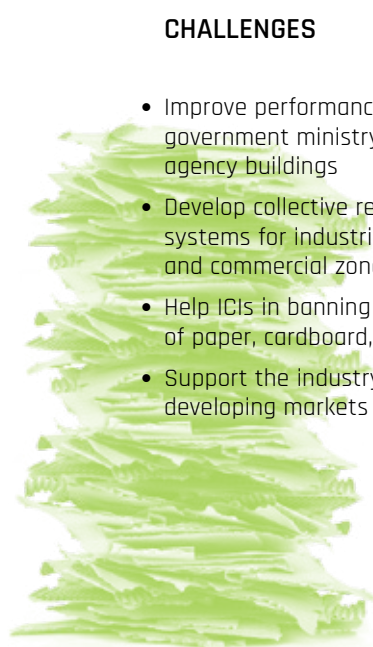 CHALLENGES
• Improve performanc
government ministry
agency buildings
• Develop collective re
systems for industri
and commercial zon
• Help ICIs in banning
of paper, cardboard,
• Support the industry
developing markets